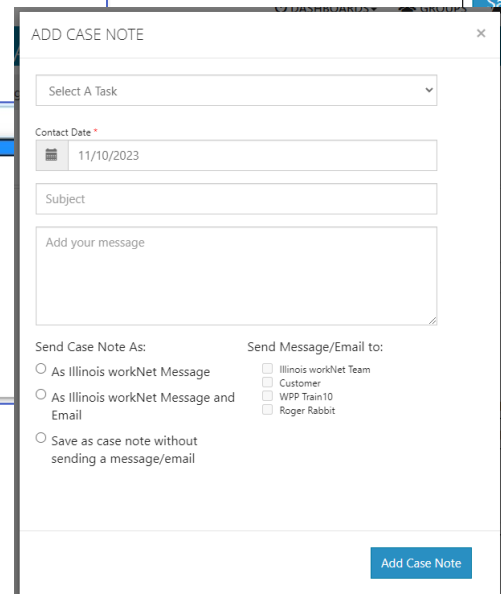 DASHBOARDS GROUPS
ADD CASE NOTE ×
Select A Task
Contact Date *
11/10/2023
Subject
Add your message
Send Case Note As:
As Illinois workNet Message
As Illinois workNet Message and
Email
Save as case note without
sending a message/email
Send Message/Email to:
Illinois workNet Team
Customer
WPP Train10
Roger Rabbit
Add Case Note